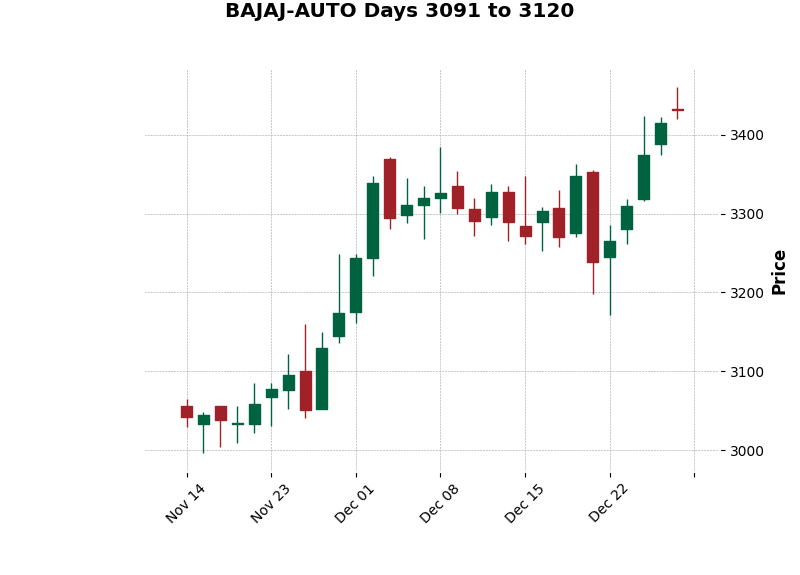 BAJAJ-AUTO Days 3091 to 3120
3400
3300
3200
3100
3000
Price
Nov 14
Nov 23
Dec 01
Dec 08
Dec 15
Dec 22